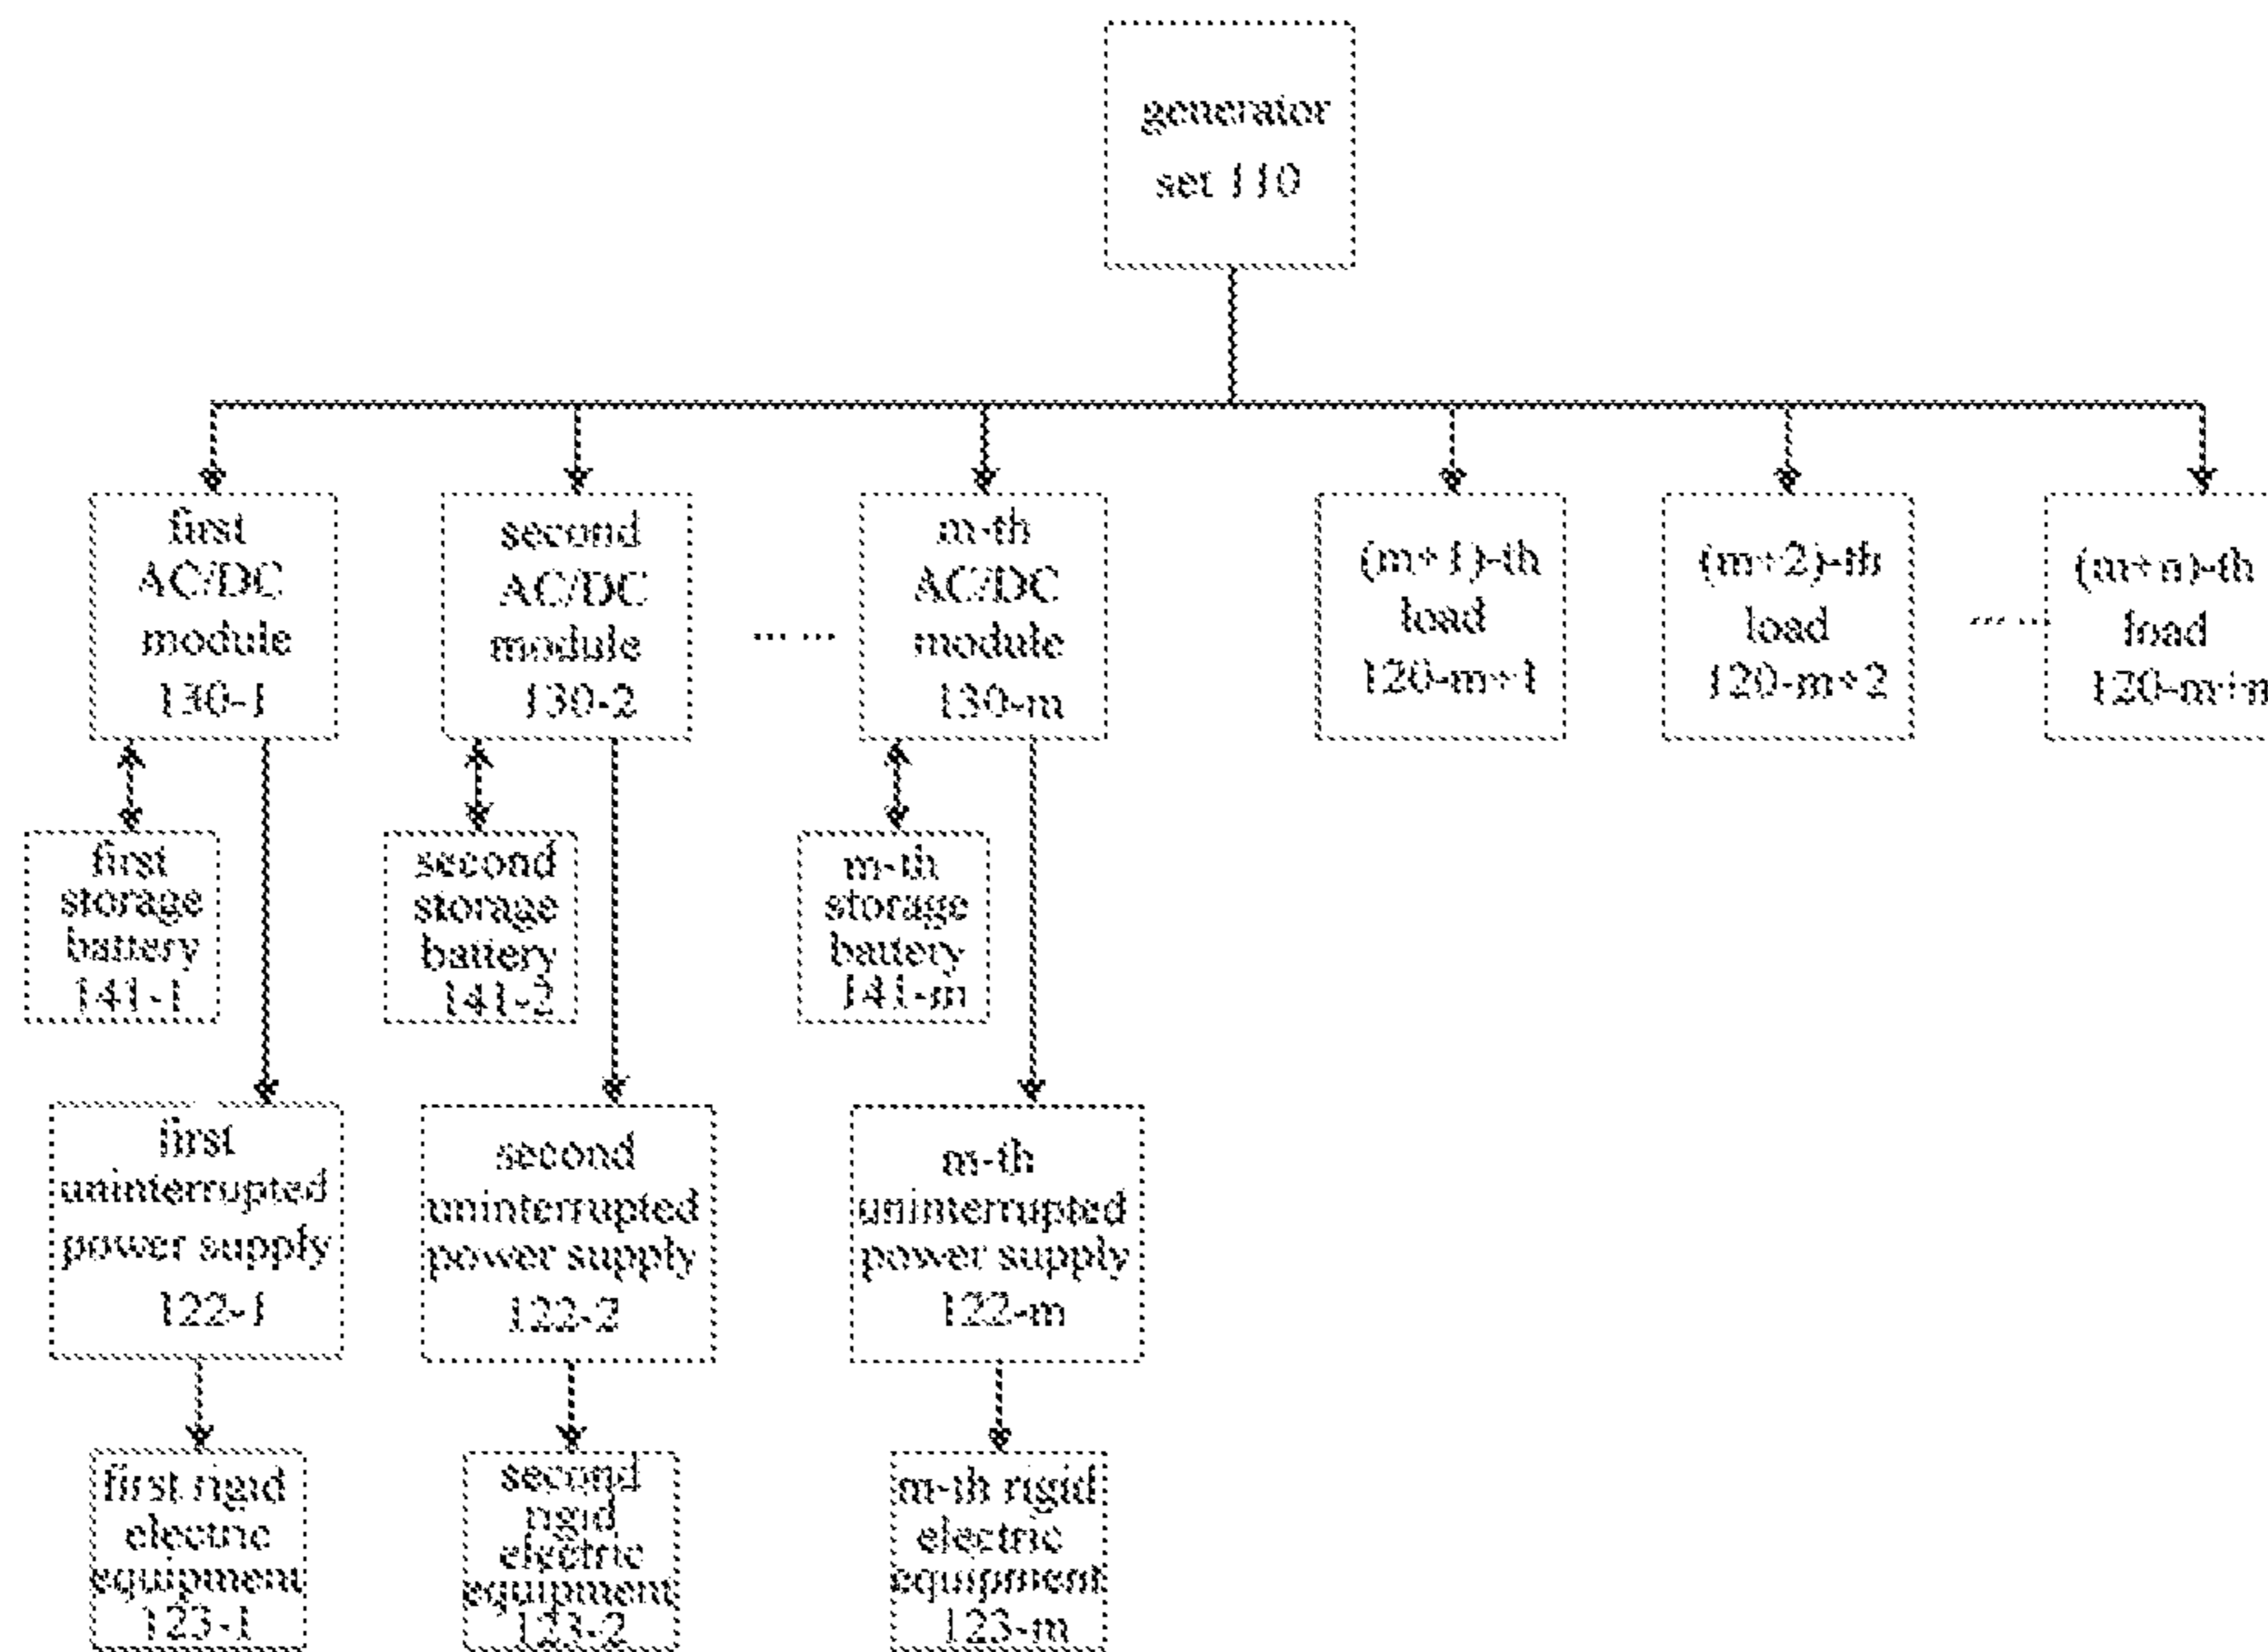 generator
set 110
first
AC/DC
module
130-1
second
AC/DC
module
130-2
... ...
m-th
AC/DC
module
130-m
(m+1)-th
load
120-m+1
(m+2)-th
load
120-m+2
... ...
(m+n)-th
load
120-m+n
first
storage
battery
141-1
second
storage
battery
141-2
m-th
storage
battery
141-m
first
uninterrupted
power supply
122-1
second
uninterrupted
power supply
122-2
m-th
uninterrupted
power supply
122-m
first rigid
electric
equipment
123-1
second
rigid
electric
equipment
123-2
m-th rigid
electric
equipment
123-m